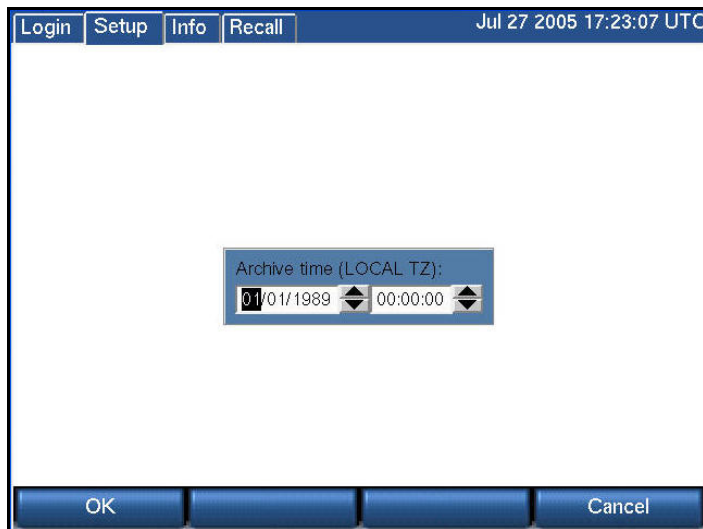 Login Setup Info Recall Jul 27 2005 17:23:07 UTC
Archive time (LOCAL TZ):
01/01/1989 00:00:00
OK Cancel